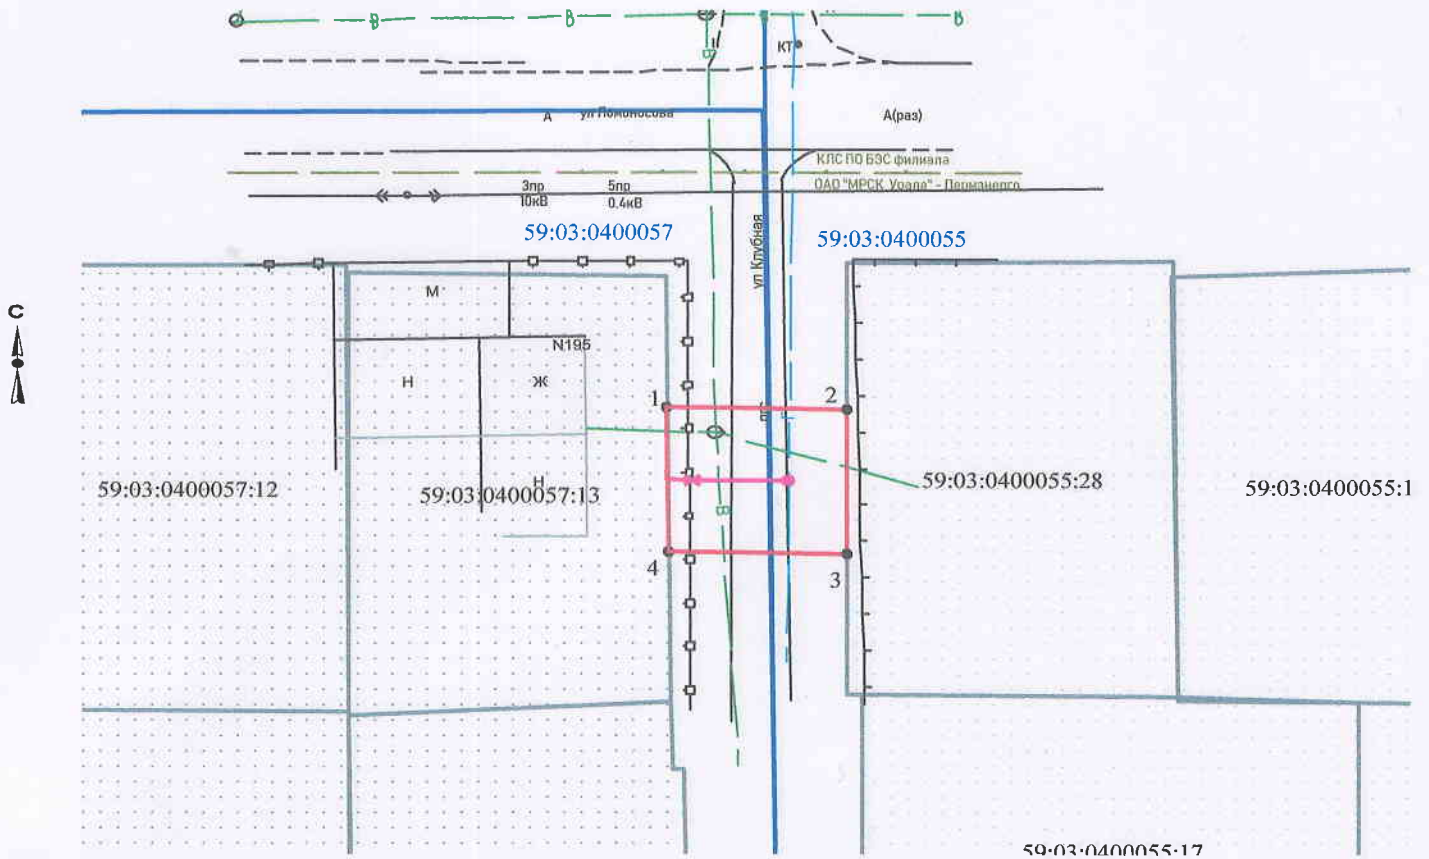 В В В
В
КТ
А ул Ломоносова А(раз)
КЛС ПО БЭС филиала
ОАО "МРСК Урала" - Пермэнерго
3пр 5пр
10кВ 0,4кВ
59:03:0400057 59:03:0400055
ул Клубная
С
М
N195
Н Ж
1 2
Н
59:03:0400057:12 59:03:0400057:13 59:03:0400055:28 59:03:0400055:1
В
4 3
59:03:0400055:17